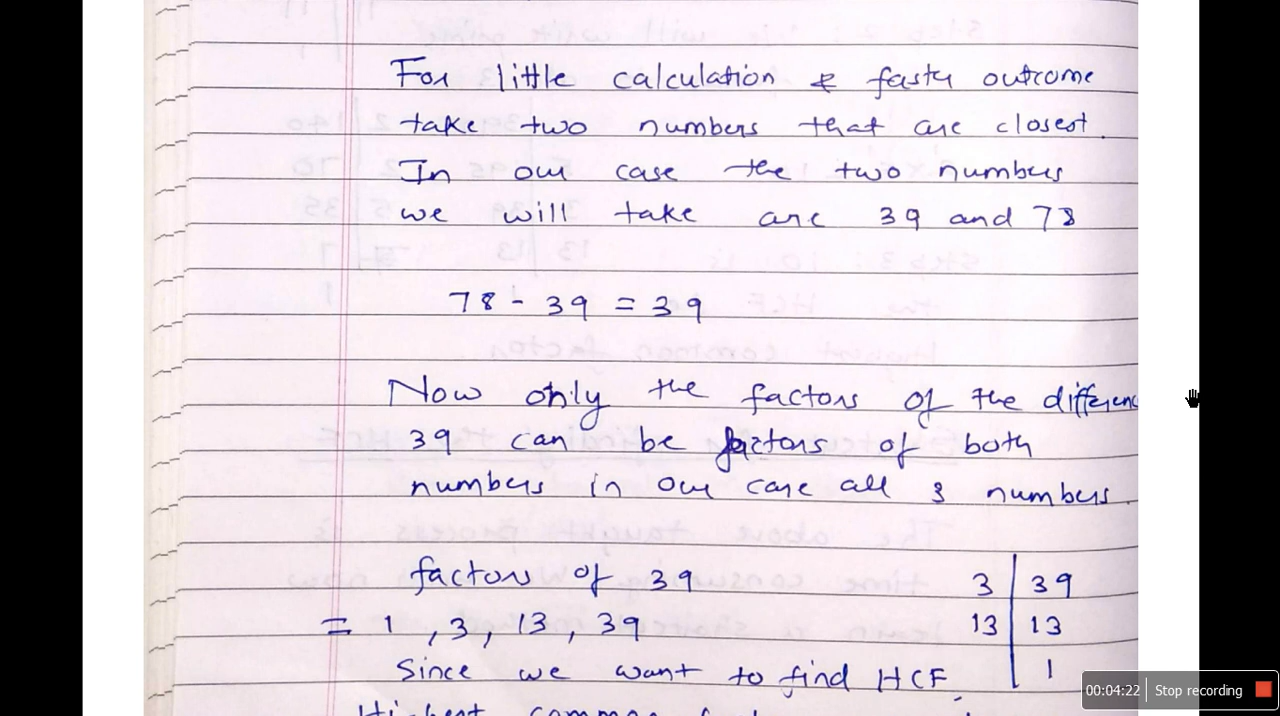 For little calculation & faster outcome
take two numbers that are closest.
In our case the two numbers
we will take are 39 and 78
78 - 39 = 39
Now only the factors of the differenc
39 can be factors of both
numbers in our case all 3 numbers.
factors of 39
= 1, 3, 13, 39
3 | 39
13 | 13
1
Since we want to find HCF.
Highest common
00:04:22 Stop recording